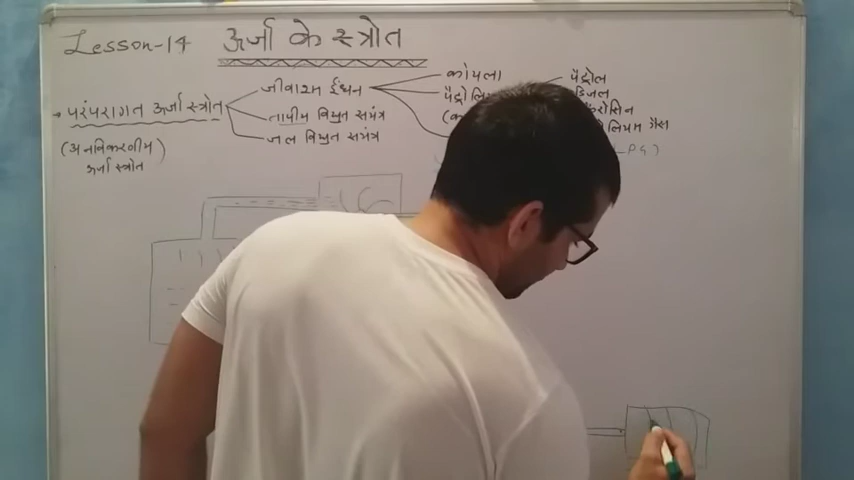 Lesson-14 ऊर्जा के स्त्रोत
जीवाश्म ईंधन
कोयला
पैट्रोल
डिजल
परंपरागत ऊर्जा स्त्रोत
तापीय विद्युत सयंत्र
जल विद्युत सयंत्र
गैस
(अनविकरणीय
ऊर्जा स्त्रोत)